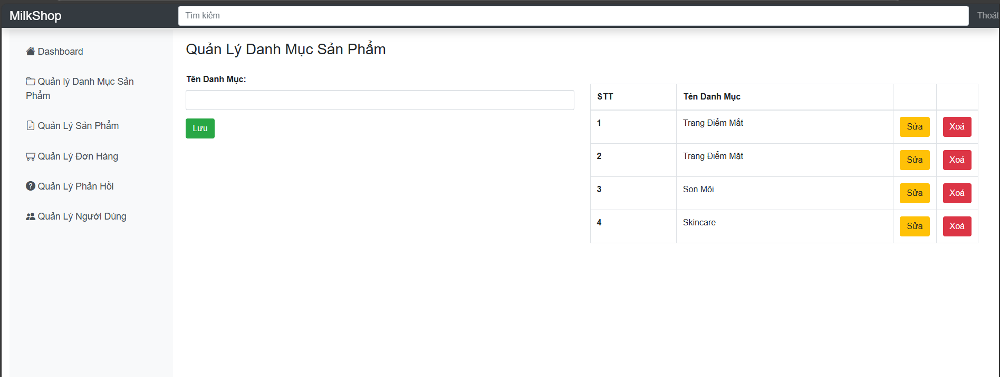 MilkShop
Tìm kiếm
Thoát
Dashboard
Quản lý Danh Mục Sản
Phẩm
Quản Lý Sản Phẩm
Quản Lý Đơn Hàng
Quản Lý Phản Hồi
Quản Lý Người Dùng
Quản Lý Danh Mục Sản Phẩm
Tên Danh Mục:
Lưu
STT Tên Danh Mục
1 Trang Điểm Mắt Sửa Xoá
2 Trang Điểm Mặt Sửa Xoá
3 Son Môi Sửa Xoá
4 Skincare Sửa Xoá